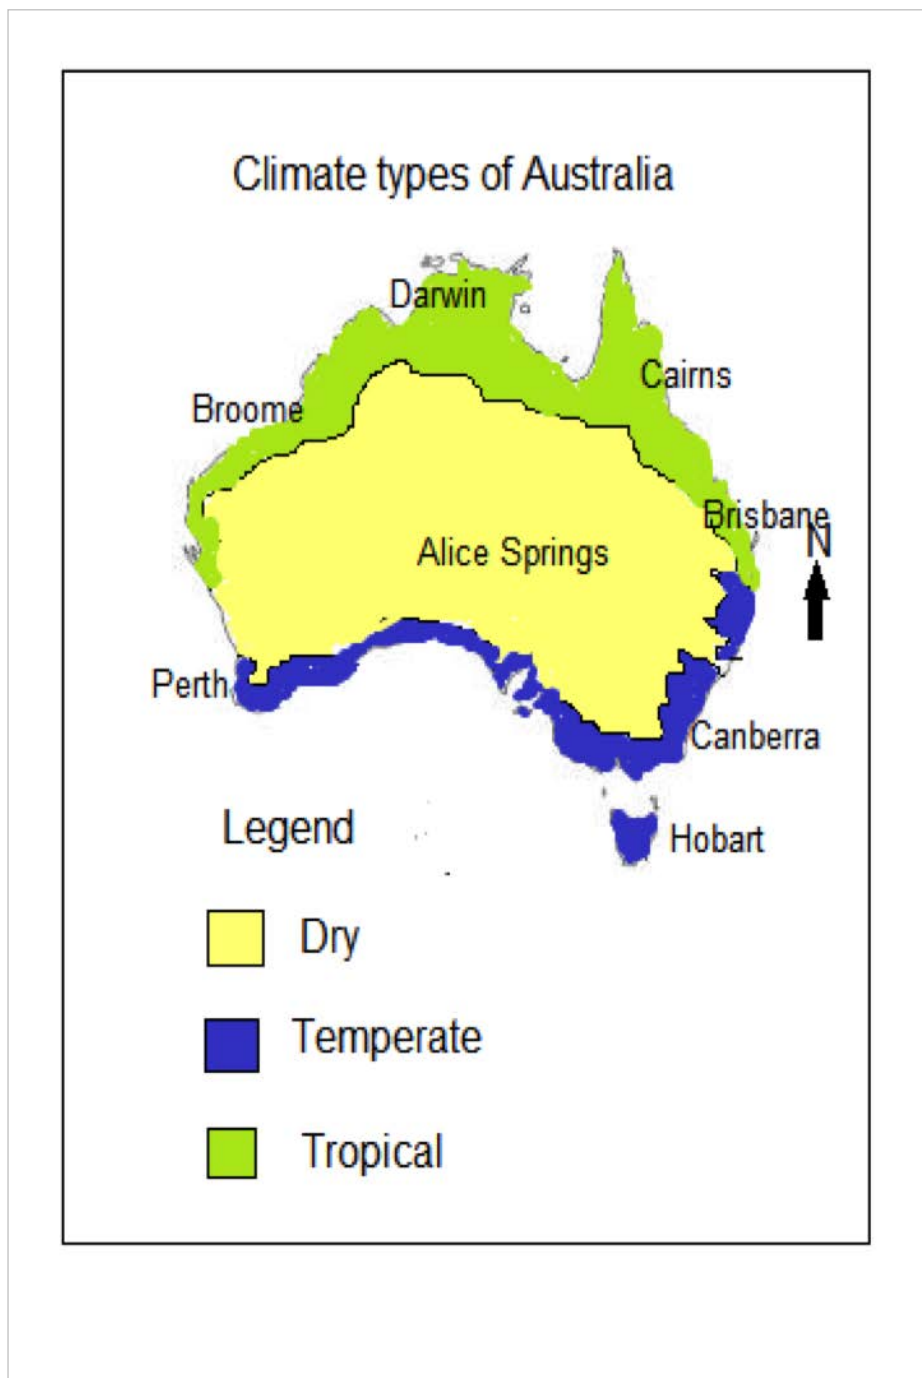 Climate types of Australia
Darwin
Cairns
Broome
Brisbane
N
Alice Springs
Perth
Canberra
Legend
Hobart
Dry
Temperate
Tropical